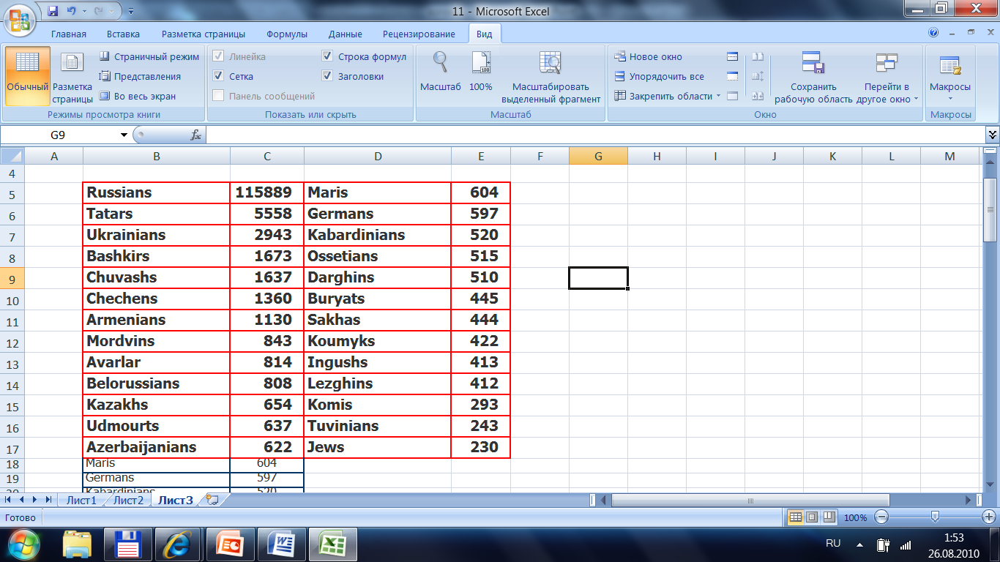 11 - Microsoft Excel
Главная Вставка Разметка страницы Формулы Данные Рецензирование Вид
Обычный Разметка страницы Страничный режим Представления Во весь экран
Режимы просмотра книги
Линейка Строка формул
Сетка Заголовки
Панель сообщений
Показать или скрыть
Масштаб 100% Масштабировать выделенный фрагмент
Масштаб
Новое окно
Упорядочить все
Закрепить области
Сохранить рабочую область Перейти в другое окно
Окно
Макросы
Макросы
G9 fx
A B C D E F G H I J K L M
4
5 Russians 115889 Maris 604
6 Tatars 5558 Germans 597
7 Ukrainians 2943 Kabardinians 520
8 Bashkirs 1673 Ossetians 515
9 Chuvashs 1637 Darghins 510
10 Chechens 1360 Buryats 445
11 Armenians 1130 Sakhas 444
12 Mordvins 843 Koumyks 422
13 Avarlar 814 Ingushs 413
14 Belorussians 808 Lezghins 412
15 Kazakhs 654 Komis 293
16 Udmourts 637 Tuvinians 243
17 Azerbaijanians 622 Jews 230
18 Maris 604
19 Germans 597
20 Kabardinians 520
Лист1 Лист2 Лист3
Готово 100%
RU 1:53
26.08.2010